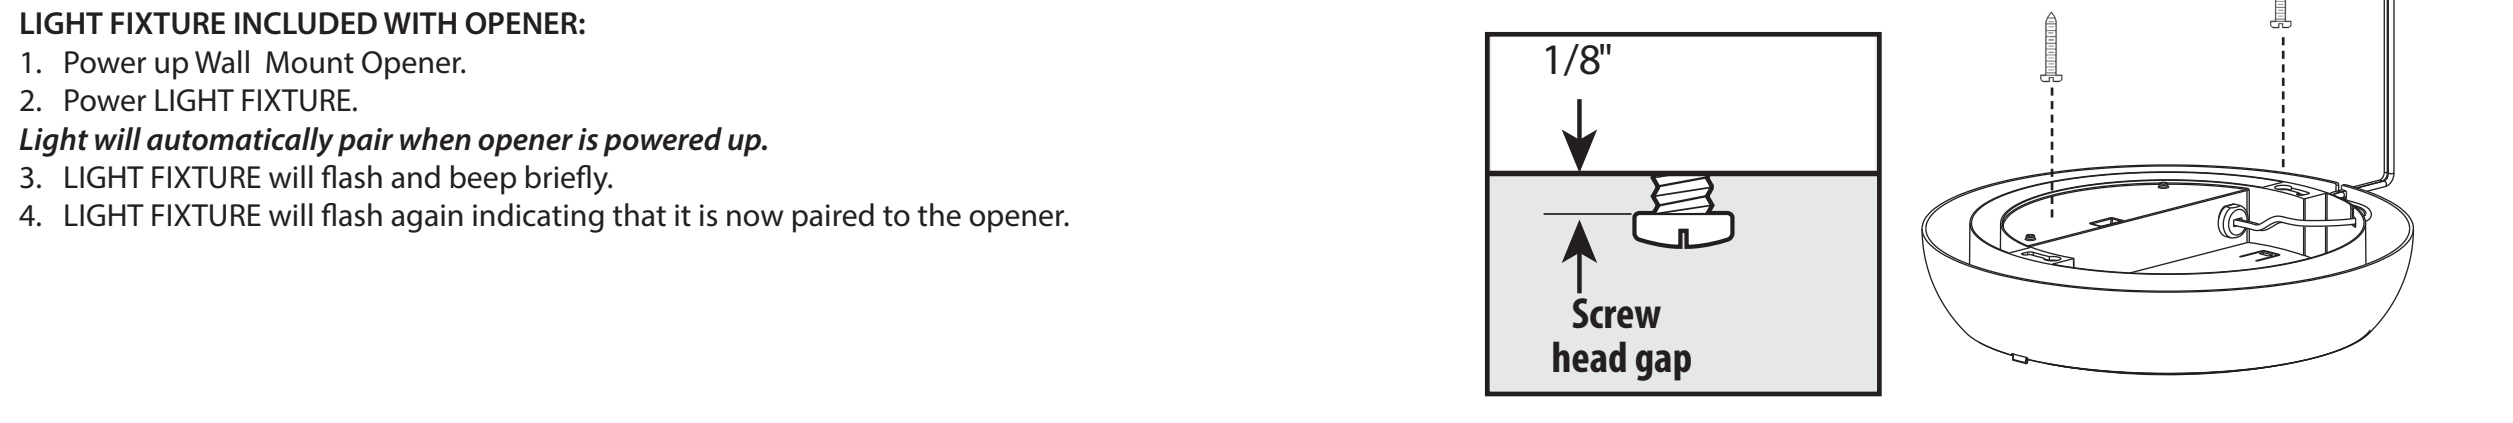 LIGHT FIXTURE INCLUDED WITH OPENER:
1. Power up Wall Mount Opener.
2. Power LIGHT FIXTURE.
Light will automatically pair when opener is powered up.
3. LIGHT FIXTURE will flash and beep briefly.
4. LIGHT FIXTURE will flash again indicating that it is now paired to the opener.
1/8"
Screw
head gap